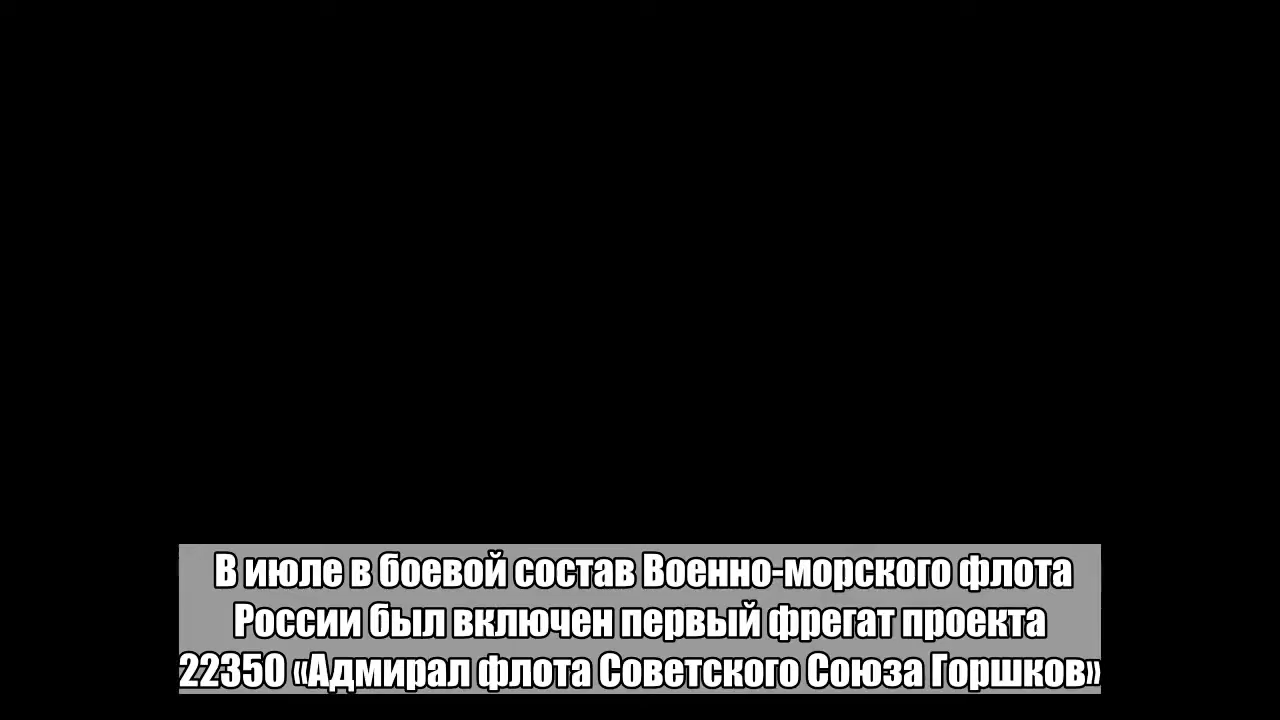 В июле в боевой состав Военно-морского флота
России был включен первый фрегат проекта
22350 «Адмирал флота Советского Союза Горшков»